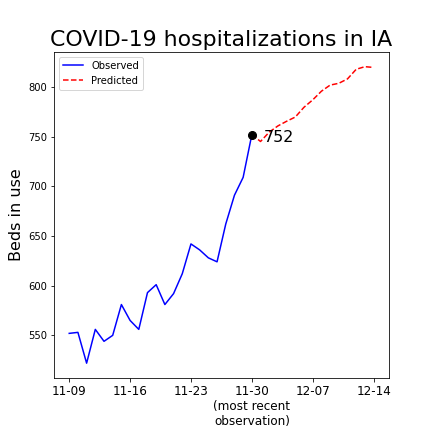 COVID-19 hospitalizations in IA
Observed
Predicted
Beds in use
800
750
700
650
600
550
752
11-09 11-16 11-23 11-30 12-07 12-14
(most recent
observation)